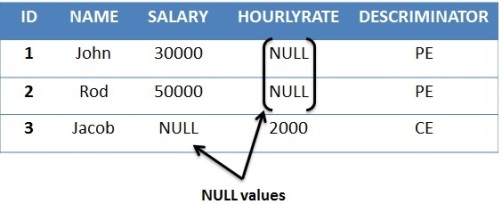 ID NAME SALARY HOURLYRATE DESCRIMINATOR
1 John 30000 NULL PE
2 Rod 50000 NULL PE
3 Jacob NULL 2000 CE
NULL values